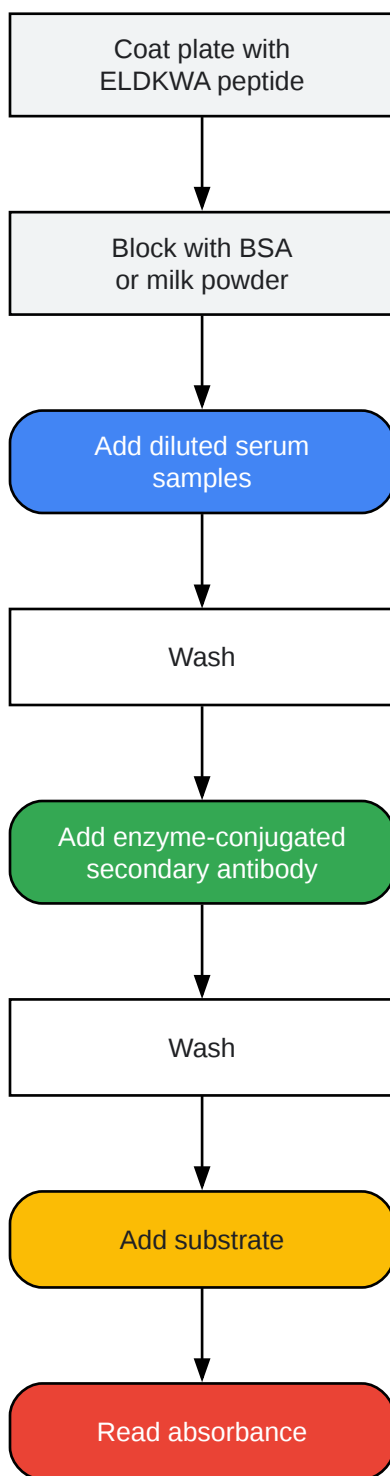 Coat plate with
ELDKWA peptide
Block with BSA
or milk powder
Add diluted serum
samples
Wash
Add enzyme-conjugated
secondary antibody
Wash
Add substrate
Read absorbance